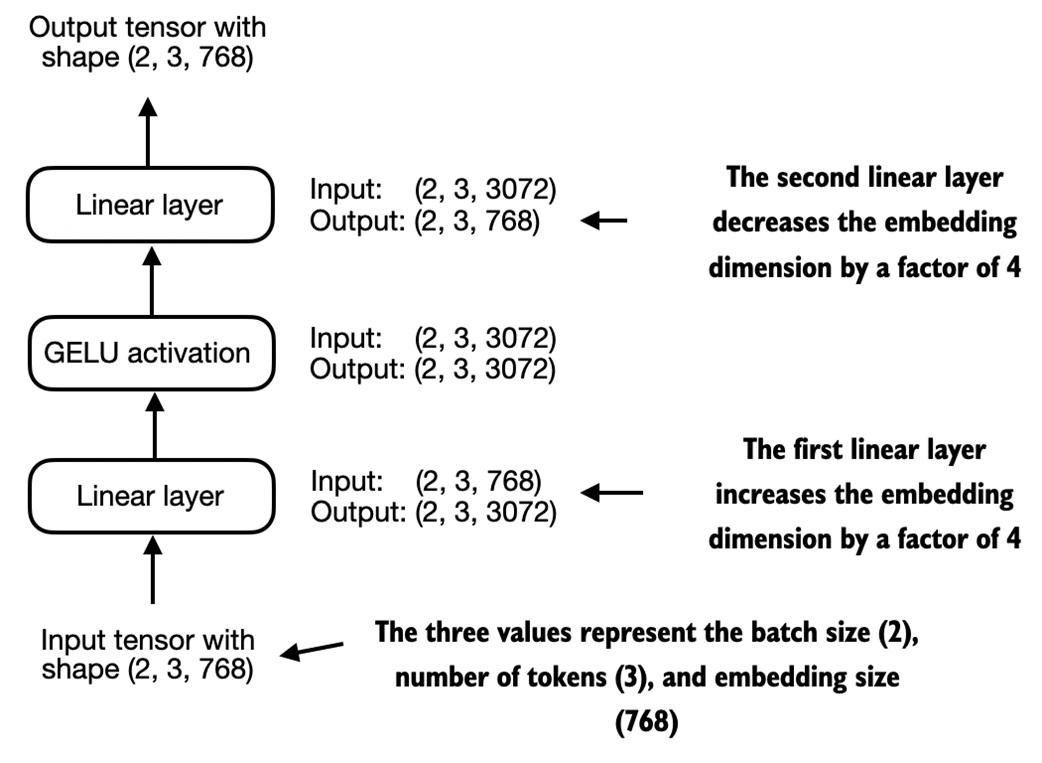 Output tensor with
shape (2, 3, 768)
Linear layer
Input: (2, 3, 3072)
Output: (2, 3, 768)
The second linear layer
decreases the embedding
dimension by a factor of 4
GELU activation
Input: (2, 3, 3072)
Output: (2, 3, 3072)
Linear layer
Input: (2, 3, 768)
Output: (2, 3, 3072)
The first linear layer
increases the embedding
dimension by a factor of 4
Input tensor with
shape (2, 3, 768)
The three values represent the batch size (2),
number of tokens (3), and embedding size
(768)